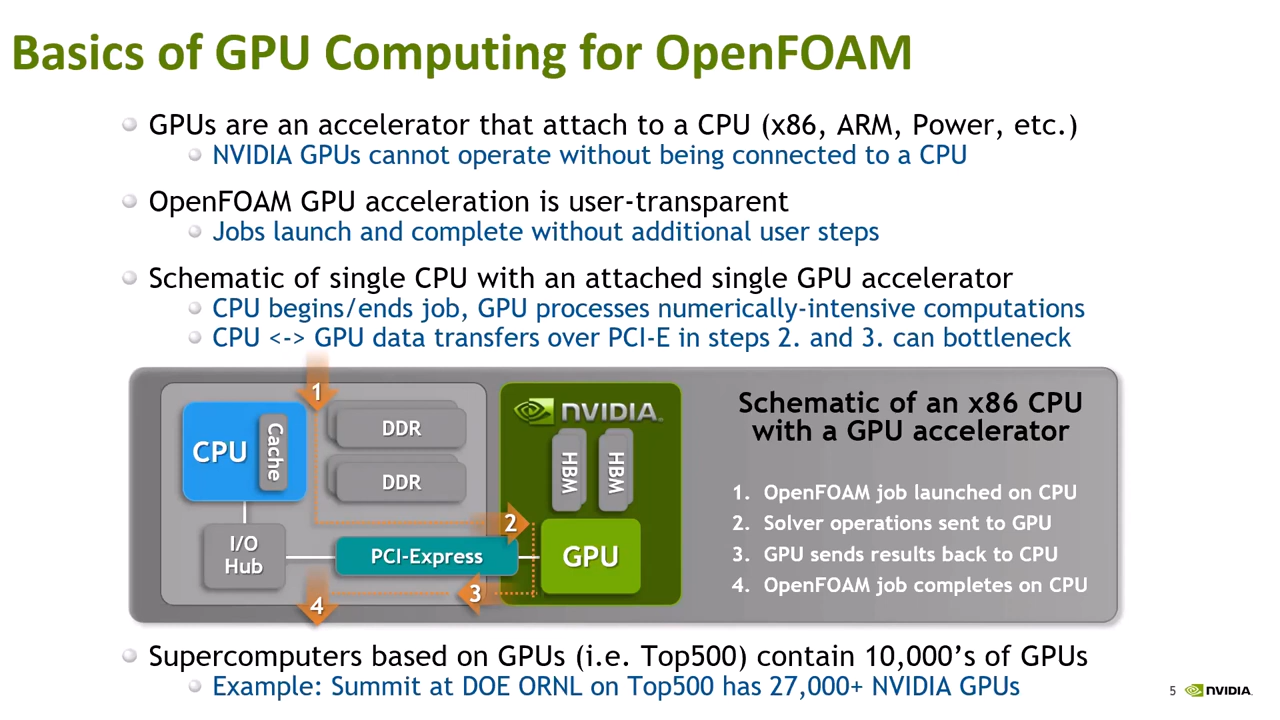 Basics of GPU Computing for OpenFOAM
GPUs are an accelerator that attach to a CPU (x86, ARM, Power, etc.)
NVIDIA GPUs cannot operate without being connected to a CPU
OpenFOAM GPU acceleration is user-transparent
Jobs launch and complete without additional user steps
Schematic of single CPU with an attached single GPU accelerator
CPU begins/ends job, GPU processes numerically-intensive computations
CPU <-> GPU data transfers over PCI-E in steps 2. and 3. can bottleneck
1
CPU
Cache
DDR
DDR
I/O
Hub
PCI-Express
2
3
4
NVIDIA.
HBM
HBM
GPU
Schematic of an x86 CPU
with a GPU accelerator
1. OpenFOAM job launched on CPU
2. Solver operations sent to GPU
3. GPU sends results back to CPU
4. OpenFOAM job completes on CPU
Supercomputers based on GPUs (i.e. Top500) contain 10,000’s of GPUs
Example: Summit at DOE ORNL on Top500 has 27,000+ NVIDIA GPUs
5
NVIDIA.